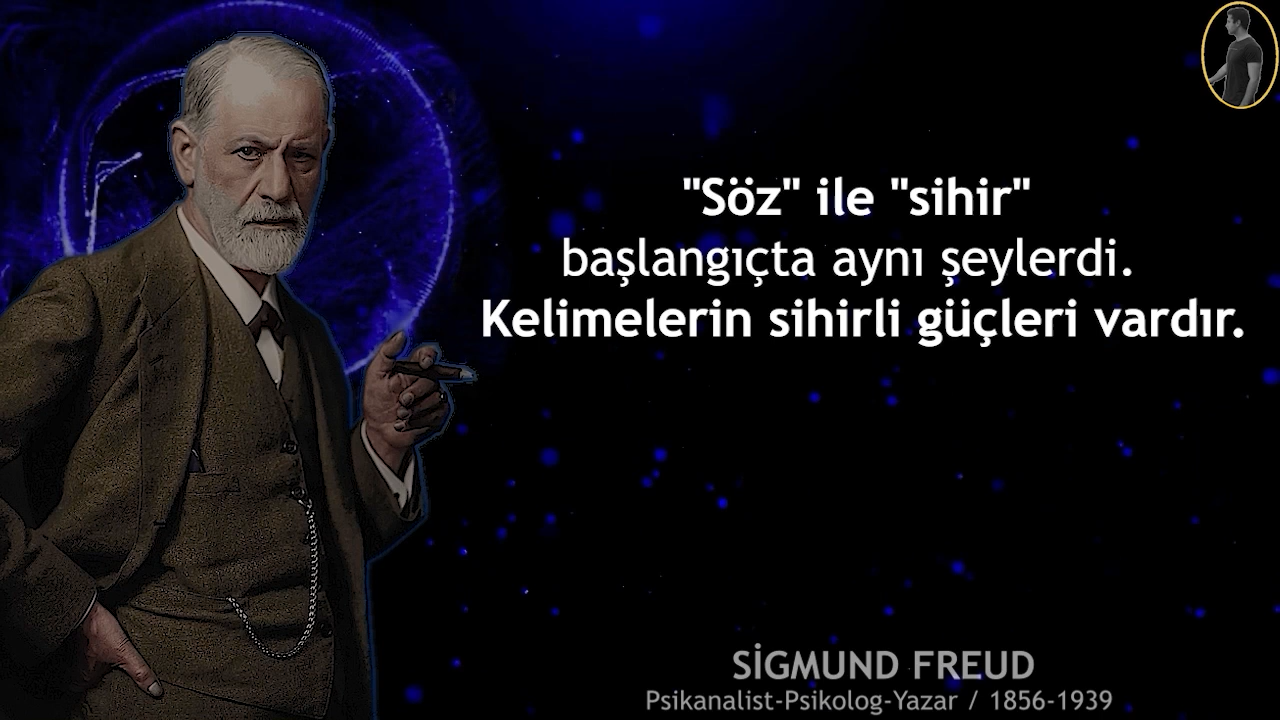 "Söz" ile "sihir"
başlangıçta aynı şeylerdi.
Kelimelerin sihirli güçleri vardır.
SİGMUND FREUD
Psikanalist-Psikolog-Yazar / 1856-1939